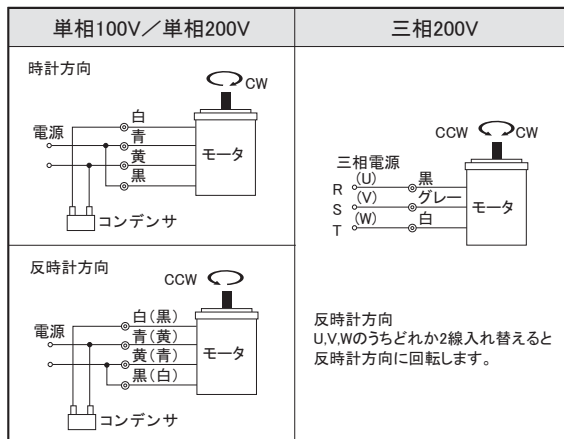 単相100V／単相200V
三相200V
時計方向
CW
白
電源
青
黄
モータ
黒
コンデンサ
反時計方向
CCW
白(黒)
電源
青(黄)
黄(青)
モータ
黒(白)
コンデンサ
CCW CW
三相電源
R (U) 黒
S (V) グレー
モータ
T (W) 白
反時計方向
U,V,Wのうちどれか2線入れ替えると
反時計方向に回転します。